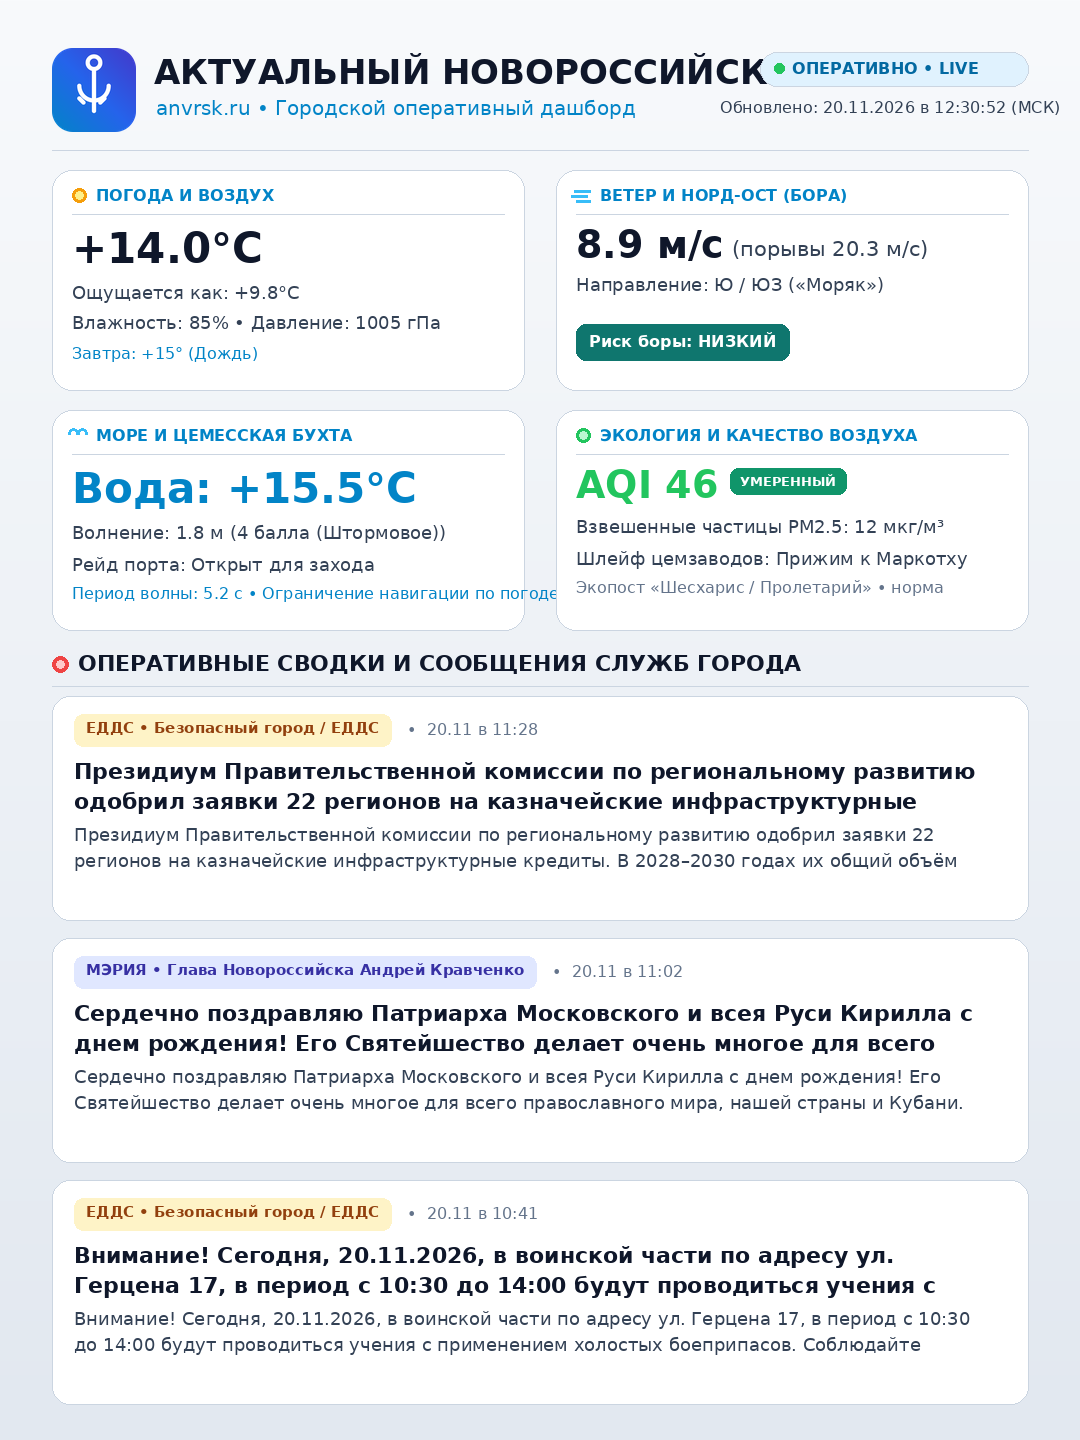 АКТУАЛЬНЫЙ НОВОРОССИЙСК
ОПЕРАТИВНО • LIVE
anvrsk.ru • Городской оперативный дашборд
Обновлено: 20.11.2026 в 12:30:52 (МСК)
ПОГОДА И ВОЗДУХ
+14.0°C
Ощущается как: +9.8°C
Влажность: 85% • Давление: 1005 гПа
Завтра: +15° (Дождь)
ВЕТЕР И НОРД-ОСТ (БОРА)
8.9 м/с (порывы 20.3 м/с)
Направление: Ю / ЮЗ («Моряк»)
Риск боры: НИЗКИЙ
МОРЕ И ЦЕМЕССКАЯ БУХТА
Вода: +15.5°C
Волнение: 1.8 м (4 балла (Штормовое))
Рейд порта: Открыт для захода
Период волны: 5.2 с • Ограничение навигации по погоде
ЭКОЛОГИЯ И КАЧЕСТВО ВОЗДУХА
AQI 46 УМЕРЕННЫЙ
Взвешенные частицы PM2.5: 12 мкг/м³
Шлейф цемзаводов: Прижим к Маркотху
Экопост «Шесхарис / Пролетарий» • норма
ОПЕРАТИВНЫЕ СВОДКИ И СООБЩЕНИЯ СЛУЖБ ГОРОДА
ЕДДС • Безопасный город / ЕДДС • 20.11 в 11:28
Президиум Правительственной комиссии по региональному развитию
одобрил заявки 22 регионов на казначейские инфраструктурные
Президиум Правительственной комиссии по региональному развитию одобрил заявки 22
регионов на казначейские инфраструктурные кредиты. В 2028–2030 годах их общий объём
МЭРИЯ • Глава Новороссийска Андрей Кравченко • 20.11 в 11:02
Сердечно поздравляю Патриарха Московского и всея Руси Кирилла с
днем рождения! Его Святейшество делает очень многое для всего
Сердечно поздравляю Патриарха Московского и всея Руси Кирилла с днем рождения! Его
Святейшество делает очень многое для всего православного мира, нашей страны и Кубани.
ЕДДС • Безопасный город / ЕДДС • 20.11 в 10:41
Внимание! Сегодня, 20.11.2026, в воинской части по адресу ул.
Герцена 17, в период с 10:30 до 14:00 будут проводиться учения с
Внимание! Сегодня, 20.11.2026, в воинской части по адресу ул. Герцена 17, в период с 10:30
до 14:00 будут проводиться учения с применением холостых боеприпасов. Соблюдайте